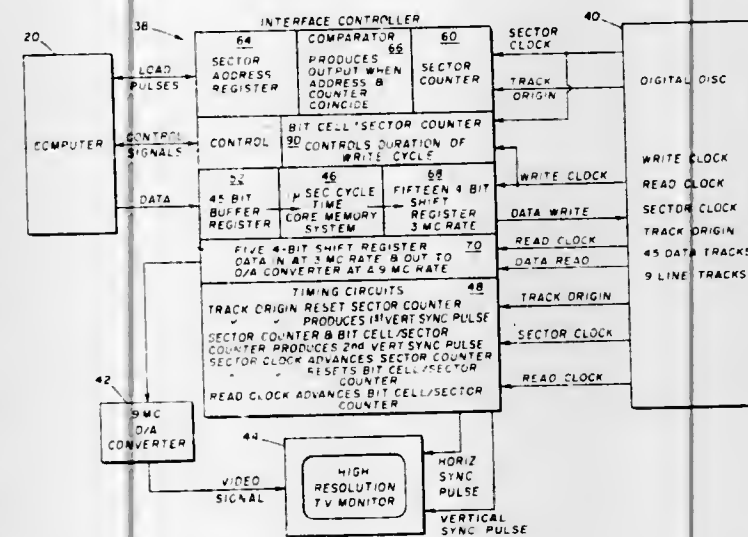 INTERFACE CONTROLLER
20
38
40
64
SECTOR
ADDRESS
REGISTER
COMPARATOR
66
PRODUCES
OUTPUT WHEN
ADDRESS &
COUNTER
COINCIDE
60
SECTOR
COUNTER
SECTOR
CLOCK
TRACK
ORIGIN
LOAD
PULSES
COMPUTER
CONTROL
SIGNALS
DATA
CONTROL
BIT CELL/SECTOR COUNTER
90
CONTROLS DURATION OF
WRITE CYCLE
52
45 BIT
BUFFER
REGISTER
46
1μ SEC CYCLE
TIME
CORE MEMORY
SYSTEM
68
FIFTEEN 4 BIT
SHIFT
REGISTER
3 MC RATE
WRITE CLOCK
DATA WRITE
READ CLOCK
DATA READ
FIVE 4-BIT SHIFT REGISTER
70
DATA IN AT 3 MC RATE & OUT TO
D/A CONVERTER AT A 9 MC RATE
TIMING CIRCUITS
48
TRACK ORIGIN RESET SECTOR COUNTER
" " PRODUCES 1st VERT SYNC PULSE
SECTOR COUNTER & BIT CELL/SECTOR
COUNTER PRODUCES 2nd VERT SYNC PULSE
SECTOR CLOCK ADVANCES SECTOR COUNTER
" " RESETS BIT CELL/SECTOR
COUNTER
READ CLOCK ADVANCES BIT CELL/SECTOR
COUNTER
TRACK ORIGIN
SECTOR CLOCK
READ CLOCK
DIGITAL DISC
WRITE CLOCK
READ CLOCK
SECTOR CLOCK
TRACK ORIGIN
45 DATA TRACKS
9 LINE TRACKS
42
9 MC
D/A
CONVERTER
VIDEO
SIGNAL
44
HIGH
RESOLUTION
TV MONITOR
HORIZ
SYNC
PULSE
VERTICAL
SYNC PULSE